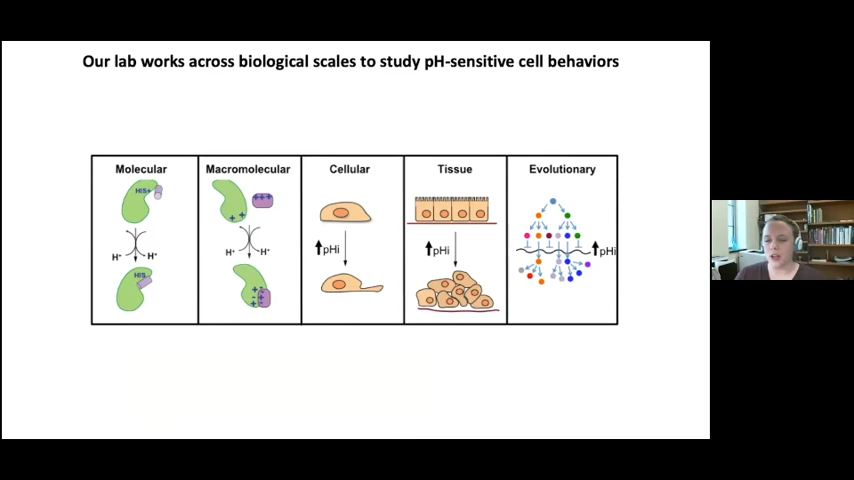 Our lab works across biological scales to study pH-sensitive cell behaviors
Molecular
Macromolecular
Cellular
Tissue
Evolutionary
HIS+
H+
H+
HIS
+++
+ +
H+
H+
pHi
pHi
pHi